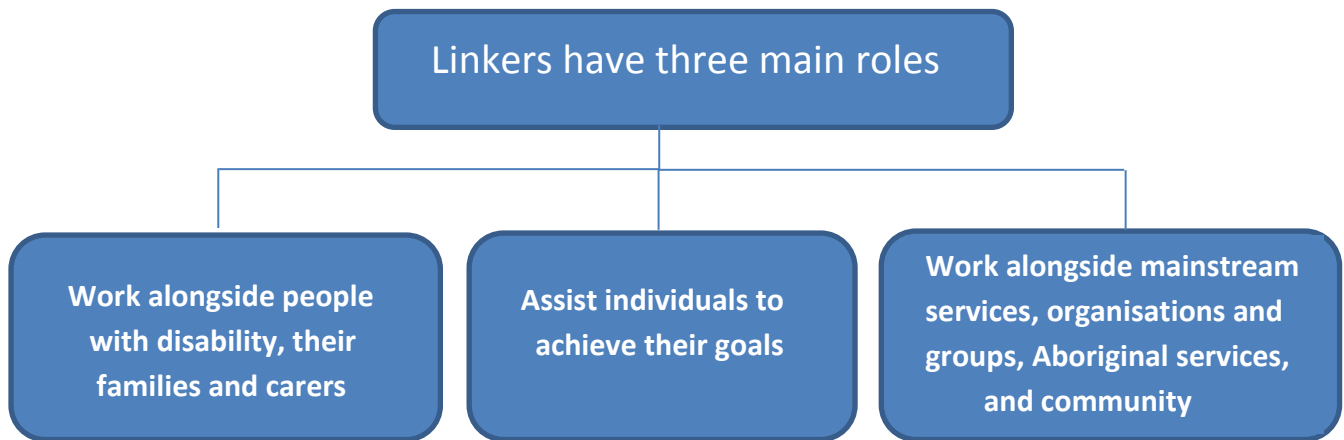 Linkers have three main roles
Work alongside people
with disability, their
families and carers
Assist individuals to
achieve their goals
Work alongside mainstream
services, organisations and
groups, Aboriginal services,
and community